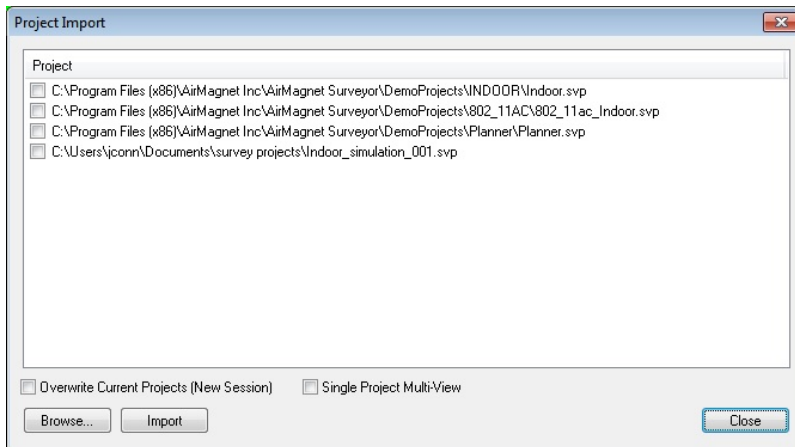 Project Import
Project
C:\Program Files (x86)\AirMagnet Inc\AirMagnet Surveyor\DemoProjects\INDOOR\Indoor.svp
C:\Program Files (x86)\AirMagnet Inc\AirMagnet Surveyor\DemoProjects\802_11AC\802_11ac_Indoor.svp
C:\Program Files (x86)\AirMagnet Inc\AirMagnet Surveyor\DemoProjects\Planner\Planner.svp
C:\Users\jconn\Documents\survey projects\Indoor_simulation_001.svp
Overwrite Current Projects (New Session) Single Project Multi-View
Browse... Import Close